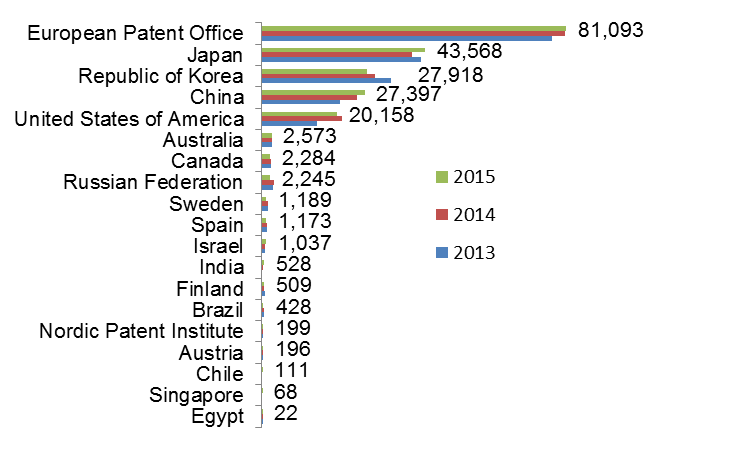 European Patent Office 81,093
Japan 43,568
Republic of Korea 27,918
China 27,397
United States of America 20,158
Australia 2,573
Canada 2,284
Russian Federation 2,245
Sweden 1,189
Spain 1,173
Israel 1,037
India 528
Finland 509
Brazil 428
Nordic Patent Institute 199
Austria 196
Chile 111
Singapore 68
Egypt 22
2015
2014
2013